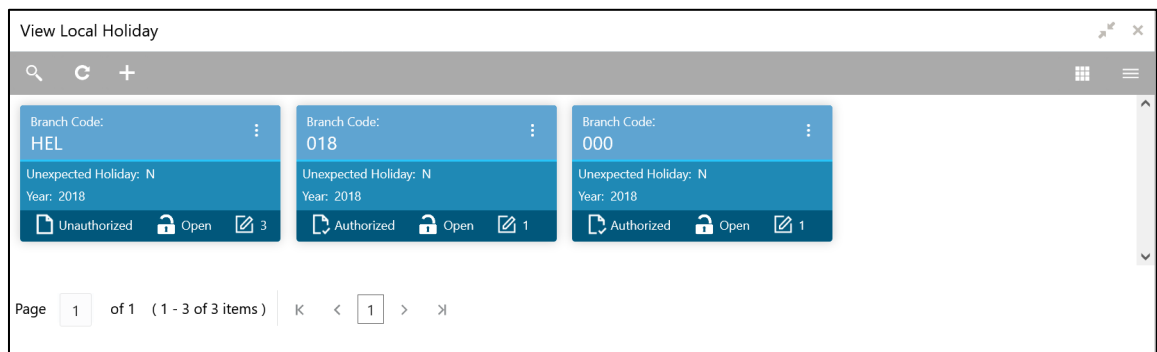 View Local Holiday
Branch Code:
HEL
Unexpected Holiday: N
Year: 2018
Unauthorized Open 3
Branch Code:
018
Unexpected Holiday: N
Year: 2018
Authorized Open 1
Branch Code:
000
Unexpected Holiday: N
Year: 2018
Authorized Open 1
Page 1 of 1 ( 1 - 3 of 3 items ) 1